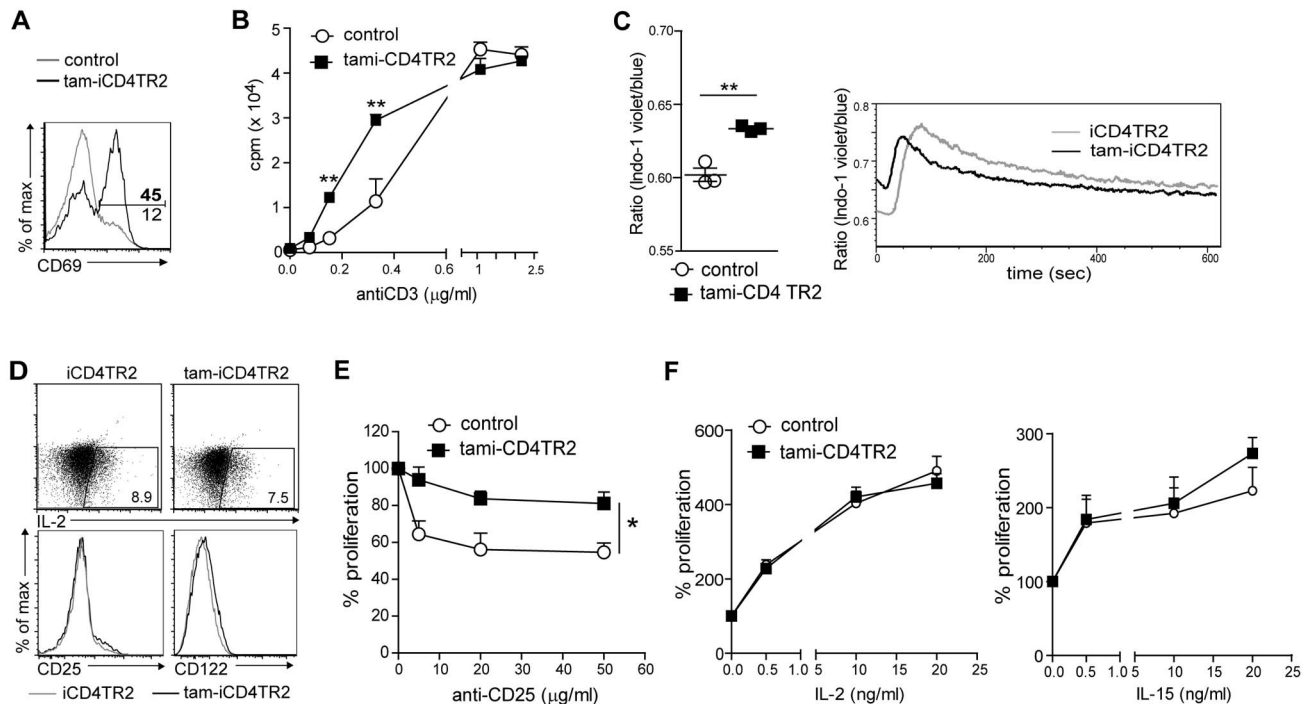 A
control
tam-iCD4TR2
% of max
45
12
CD69
B
control
tami-CD4TR2
5
4
3
2
1
0
cpm (x 10⁴)
**
**
0.0
0.2
0.4
0.6
1
2.5
antiCD3 (μg/ml)
C
0.70
0.65
0.60
0.55
Ratio (Indo-1 violet/blue)
**
control
tami-CD4 TR2
0.8
0.7
0.6
Ratio (Indo-1 violet/blue)
iCD4TR2
tam-iCD4TR2
0
200
400
600
time (sec)
D
iCD4TR2
tam-iCD4TR2
8.9
7.5
IL-2
% of max
CD25
CD122
iCD4TR2
tam-iCD4TR2
E
control
tami-CD4TR2
120
100
80
60
40
20
0
% proliferation
*
0
10
20
30
40
50
60
anti-CD25 (μg/ml)
F
control
tami-CD4TR2
600
400
200
0
% proliferation
0.0
0.5
1.0
5
10
15
20
25
IL-2 (ng/ml)
300
200
100
0
% proliferation
0.0
0.5
1.0
5
10
15
20
25
IL-15 (ng/ml)